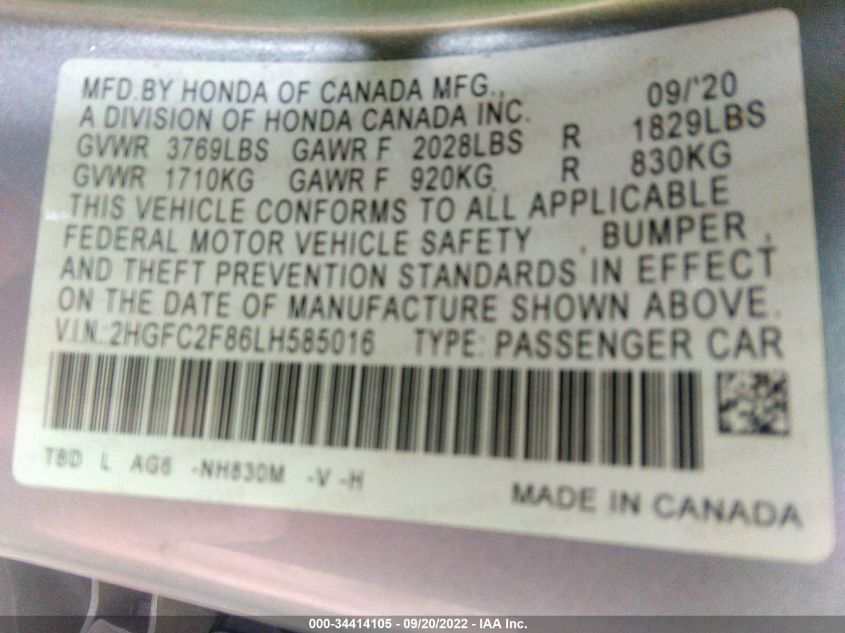 MFD.BY HONDA OF CANADA MFG., 09/'20
A DIVISION OF HONDA CANADA INC.
GVWR 3769LBS GAWR F 2028LBS R 1829LBS
GVWR 1710KG GAWR F 920KG R 830KG
THIS VEHICLE CONFORMS TO ALL APPLICABLE
FEDERAL MOTOR VEHICLE SAFETY , BUMPER ,
AND THEFT PREVENTION STANDARDS IN EFFECT
ON THE DATE OF MANUFACTURE SHOWN ABOVE.
V.I.N.: 2HGFC2F86LH585016 TYPE: PASSENGER CAR
TBD L AG6 -NH830M -V -H
MADE IN CANADA
000-34414105 - 09/20/2022 - IAA Inc.